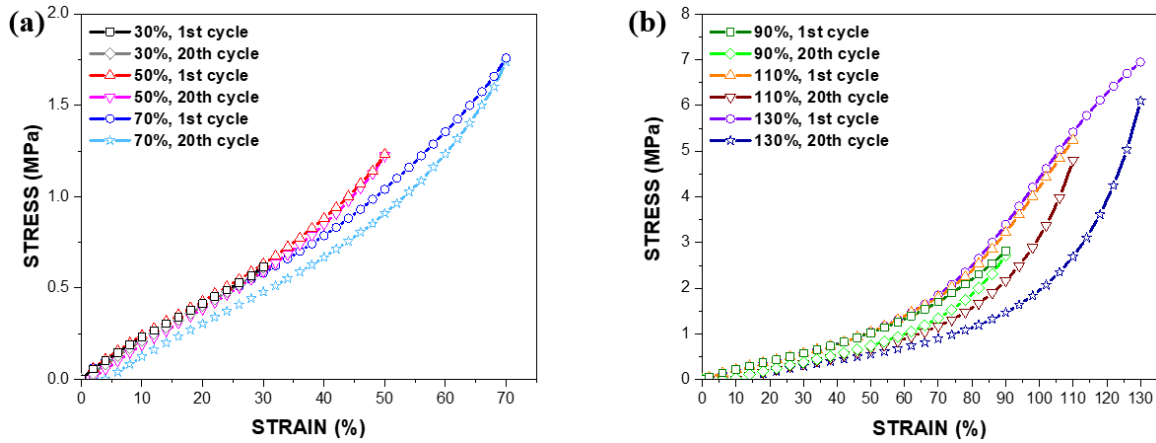 (a)
2.0
1.5
1.0
0.5
0.0
STRESS (MPa)
30%, 1st cycle
30%, 20th cycle
50%, 1st cycle
50%, 20th cycle
70%, 1st cycle
70%, 20th cycle
0 10 20 30 40 50 60 70
STRAIN (%)
(b)
8
7
6
5
4
3
2
1
0
STRESS (MPa)
90%, 1st cycle
90%, 20th cycle
110%, 1st cycle
110%, 20th cycle
130%, 1st cycle
130%, 20th cycle
0 10 20 30 40 50 60 70 80 90 100 110 120 130
STRAIN (%)